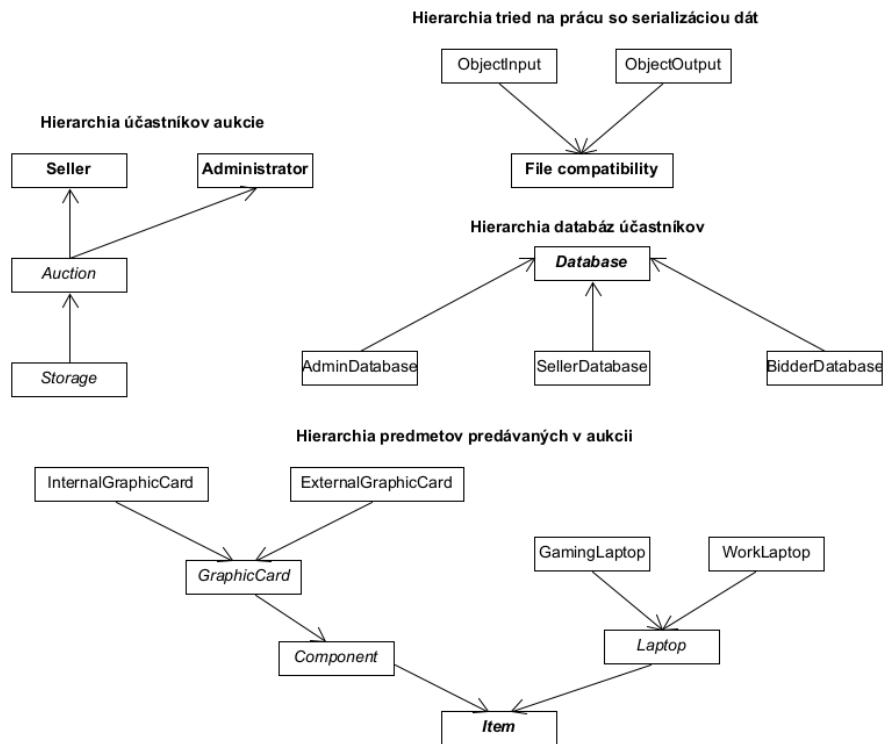 Hierarchia tried na prácu so serializáciou dát
ObjectInput
ObjectOutput
File compatibility
Hierarchia účastníkov aukcie
Seller
Administrator
Auction
Storage
Hierarchia databáz účastníkov
Database
AdminDatabase
SellerDatabase
BidderDatabase
Hierarchia predmetov predávaných v aukcii
InternalGraphicCard
ExternalGraphicCard
GamingLaptop
WorkLaptop
GraphicCard
Component
Laptop
Item